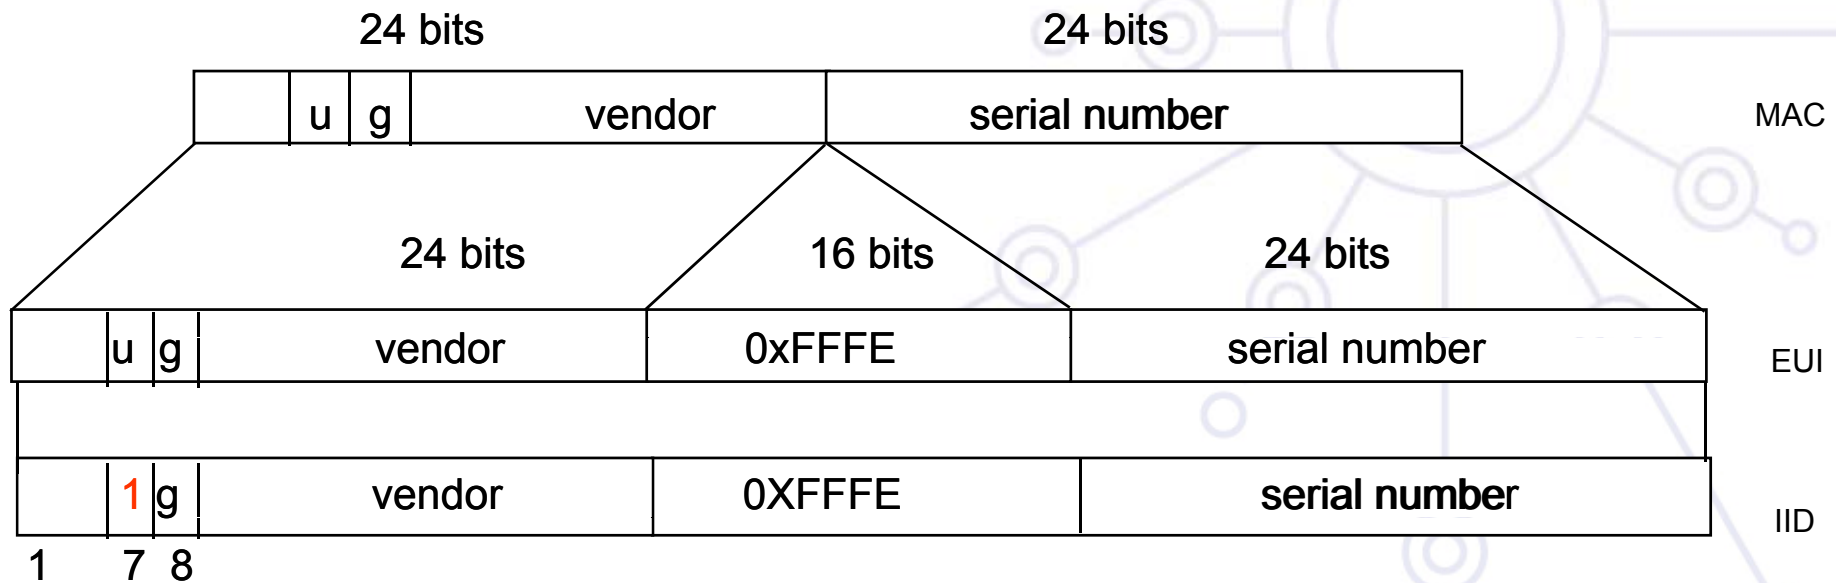 24 bits 24 bits
u g vendor serial number MAC
24 bits 16 bits 24 bits
u g vendor 0xFFFE serial number EUI
1 g vendor 0XFFFE serial number IID
1 7 8